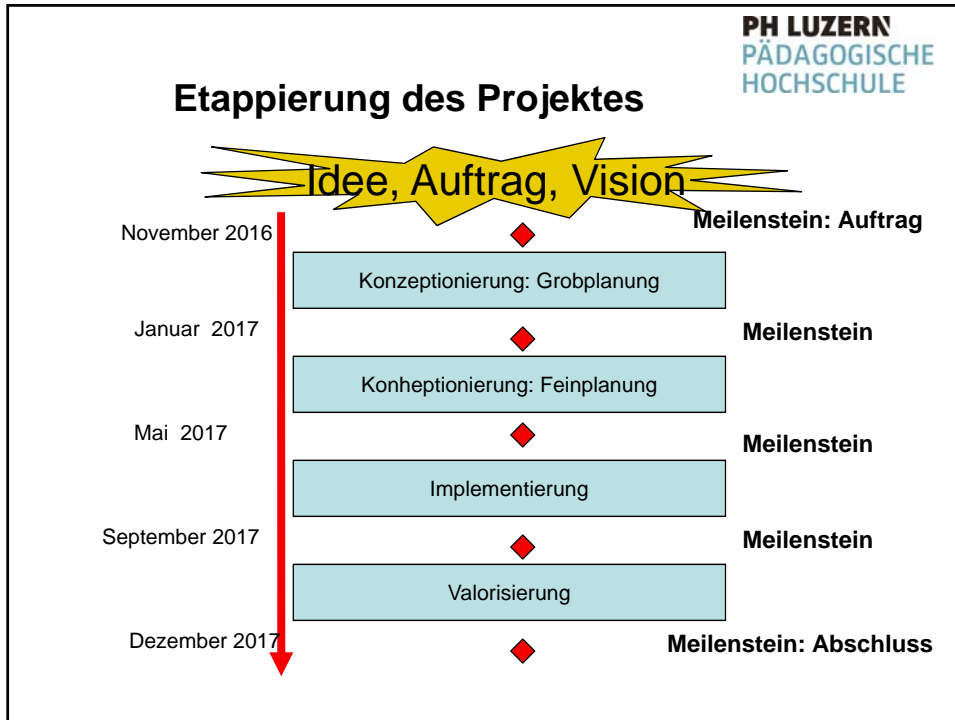 PH LUZERN
PÄDAGOGISCHE
HOCHSCHULE
Etappierung des Projektes
Idee, Auftrag, Vision
November 2016
Meilenstein: Auftrag
Konzeptionierung: Grobplanung
Januar 2017
Meilenstein
Konheptionierung: Feinplanung
Mai 2017
Meilenstein
Implementierung
September 2017
Meilenstein
Valorisierung
Dezember 2017
Meilenstein: Abschluss